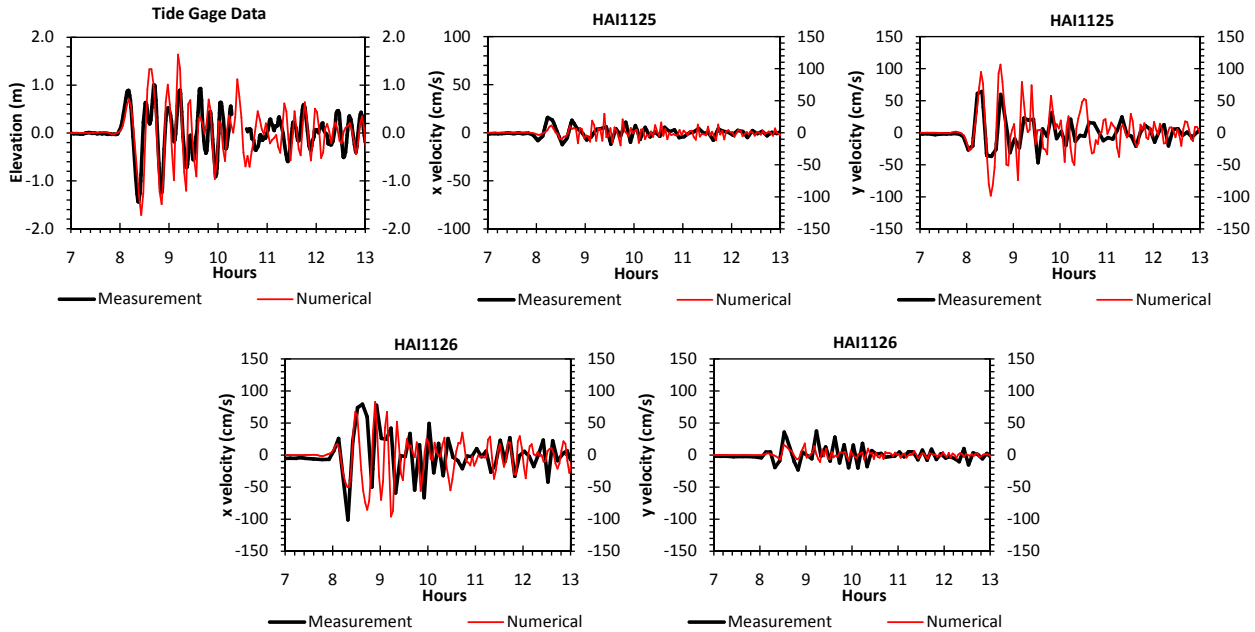 Tide Gage Data
Elevation (m)
2.0
1.0
0.0
-1.0
-2.0
2.0
1.0
0.0
-1.0
-2.0
7 8 9 10 11 12 13
Hours
Measurement Numerical
HAI1125
x velocity (cm/s)
100
50
0
-50
-100
150
100
50
0
-50
-100
-150
7 8 9 10 11 12 13
Hours
Measurement Numerical
HAI1125
y velocity (cm/s)
150
100
50
0
-50
-100
-150
150
100
50
0
-50
-100
-150
7 8 9 10 11 12 13
Hours
Measurement Numerical
HAI1126
x velocity (cm/s)
150
100
50
0
-50
-100
-150
150
100
50
0
-50
-100
-150
7 8 9 10 11 12 13
Hours
Measurement Numerical
HAI1126
y velocity (cm/s)
150
100
50
0
-50
-100
-150
150
100
50
0
-50
-100
-150
7 8 9 10 11 12 13
Hours
Measurement Numerical